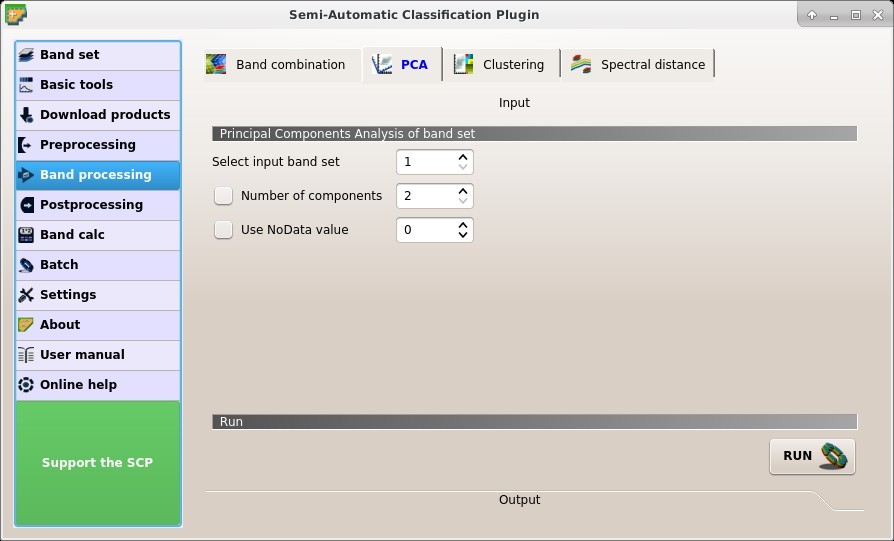 Semi-Automatic Classification Plugin
Band set
Basic tools
Download products
Preprocessing
Band processing
Postprocessing
Band calc
Batch
Settings
About
User manual
Online help
Support the SCP
Band combination
PCA
Clustering
Spectral distance
Input
Principal Components Analysis of band set
Select input band set 1
Number of components 2
Use NoData value 0
Run
RUN
Output